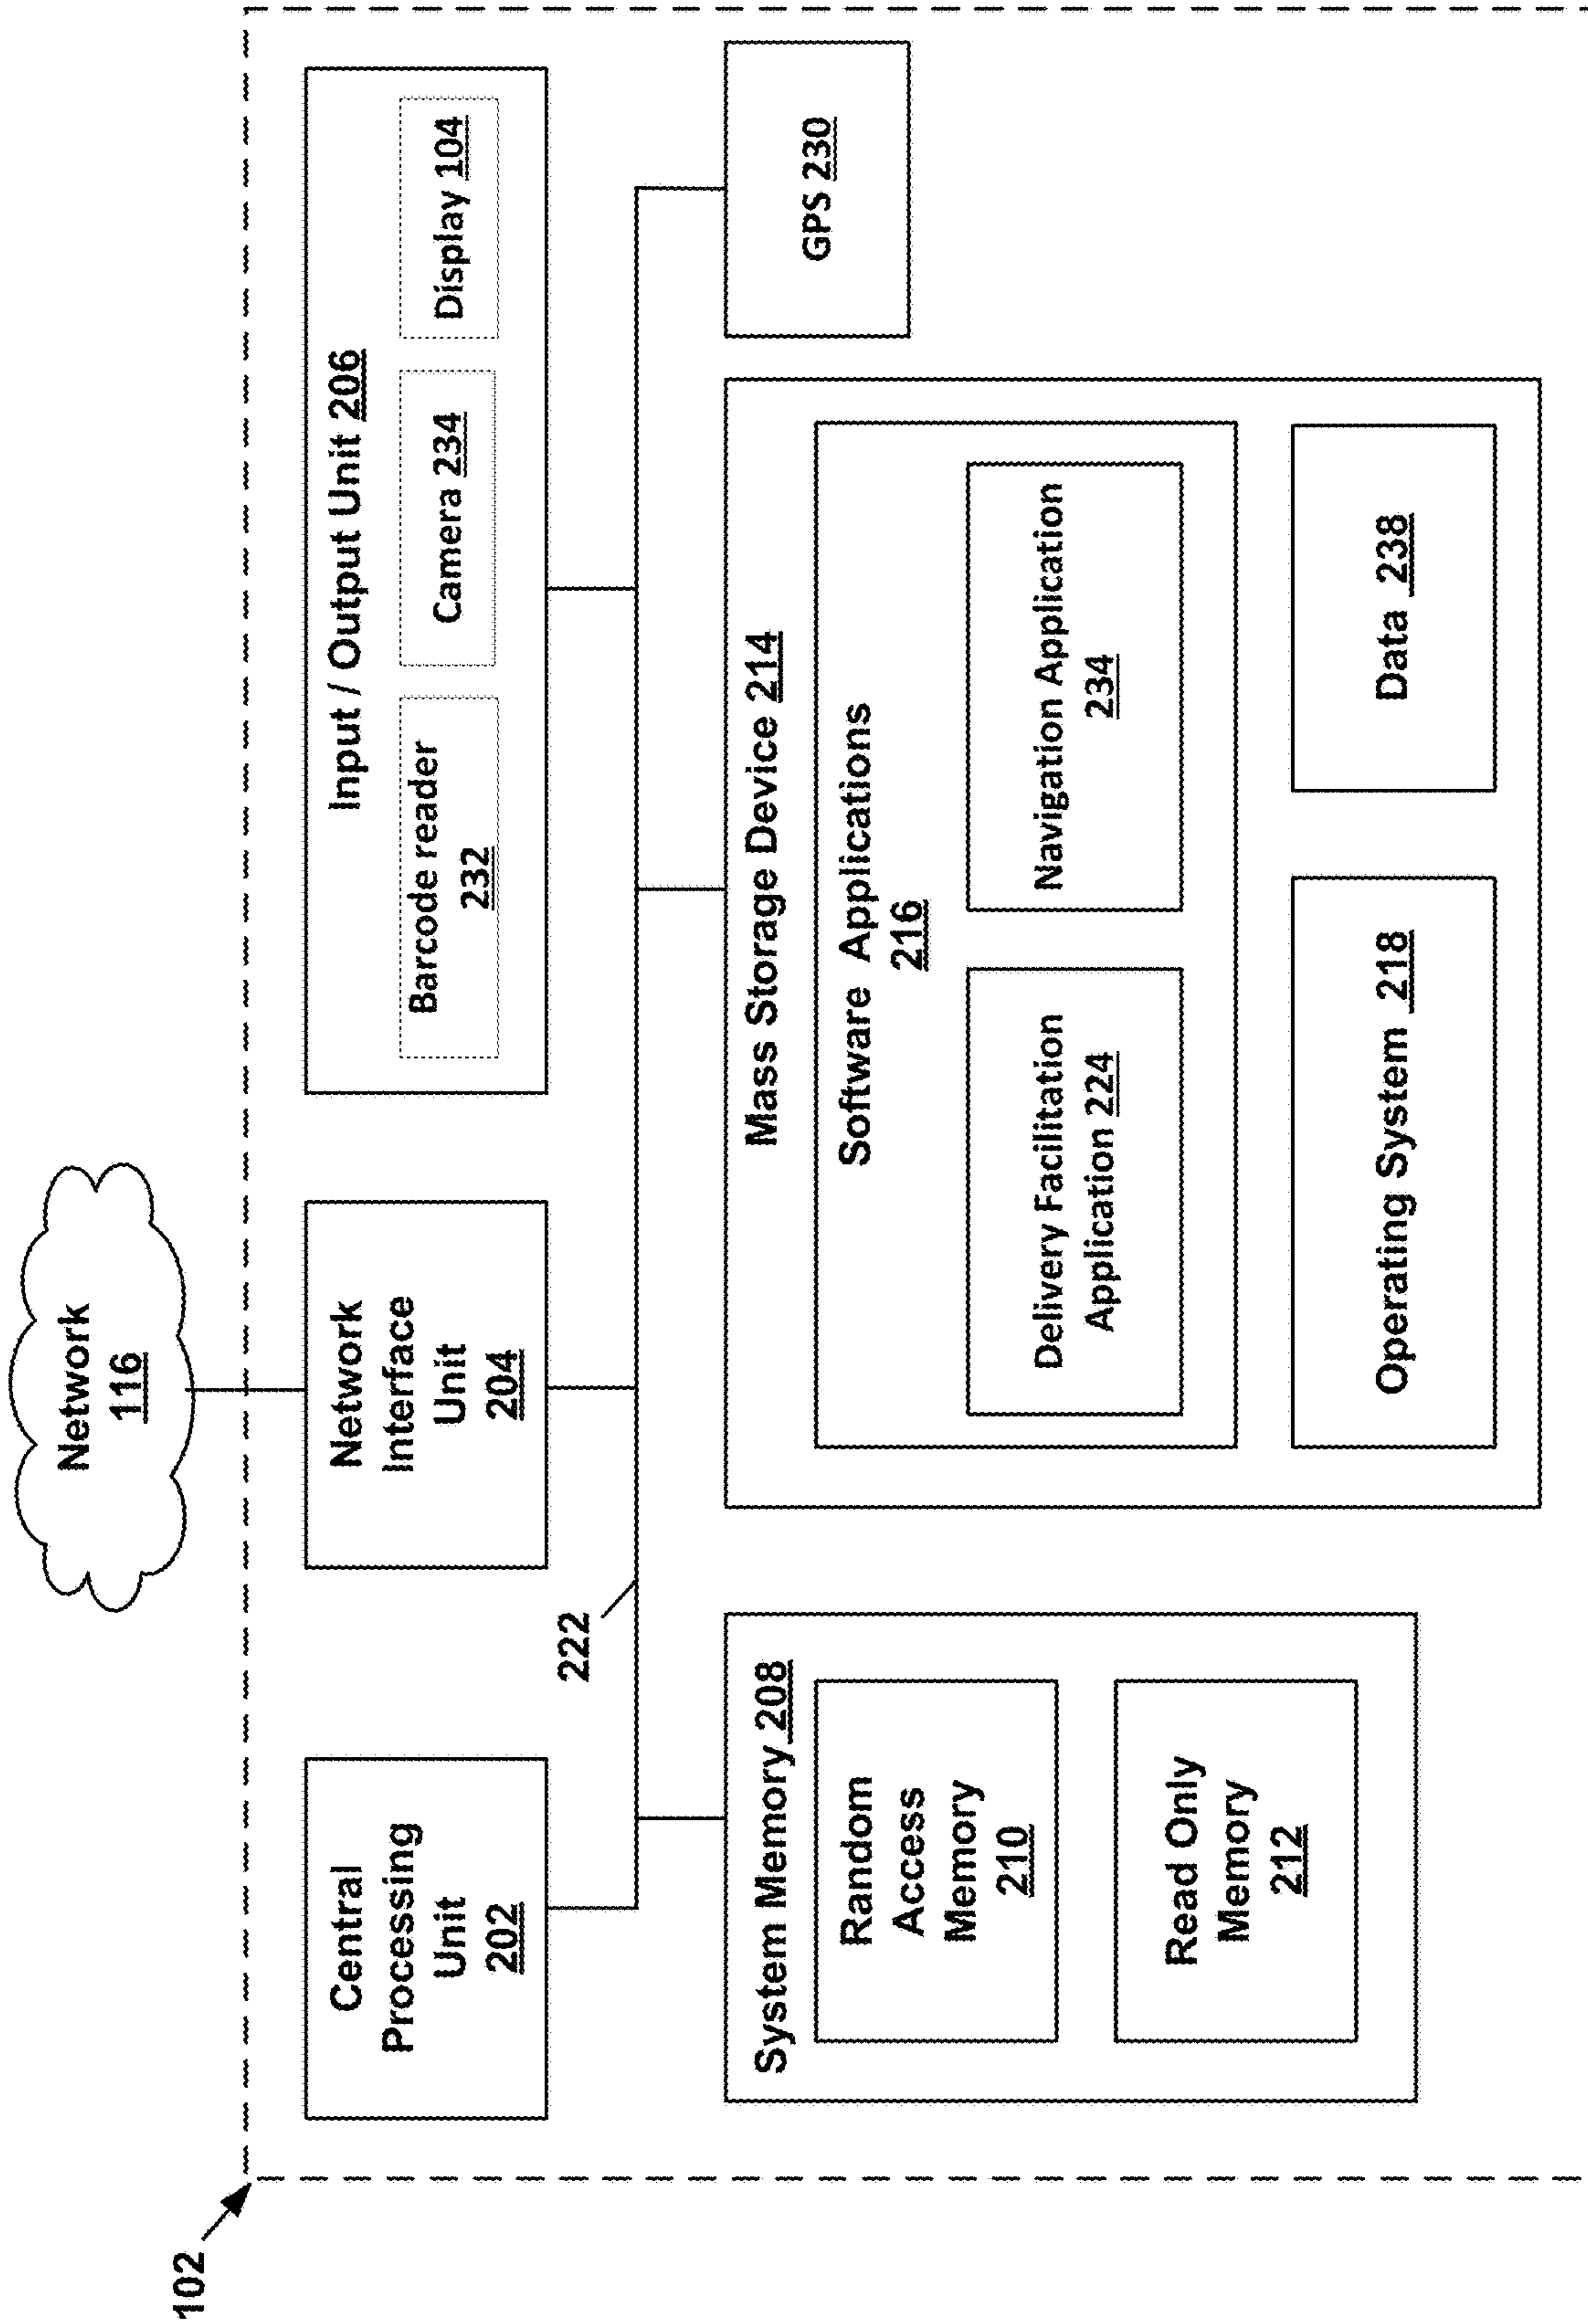 102
Network
116
Central
Processing
Unit
202
Network
Interface
Unit
204
Input / Output Unit 206
Barcode reader
232
Camera 234
Display 104
222
System Memory 208
Random
Access
Memory
210
Read Only
Memory
212
Mass Storage Device 214
Software Applications
216
Delivery Facilitation
Application 224
Navigation Application
234
Operating System 218
Data 238
GPS 230